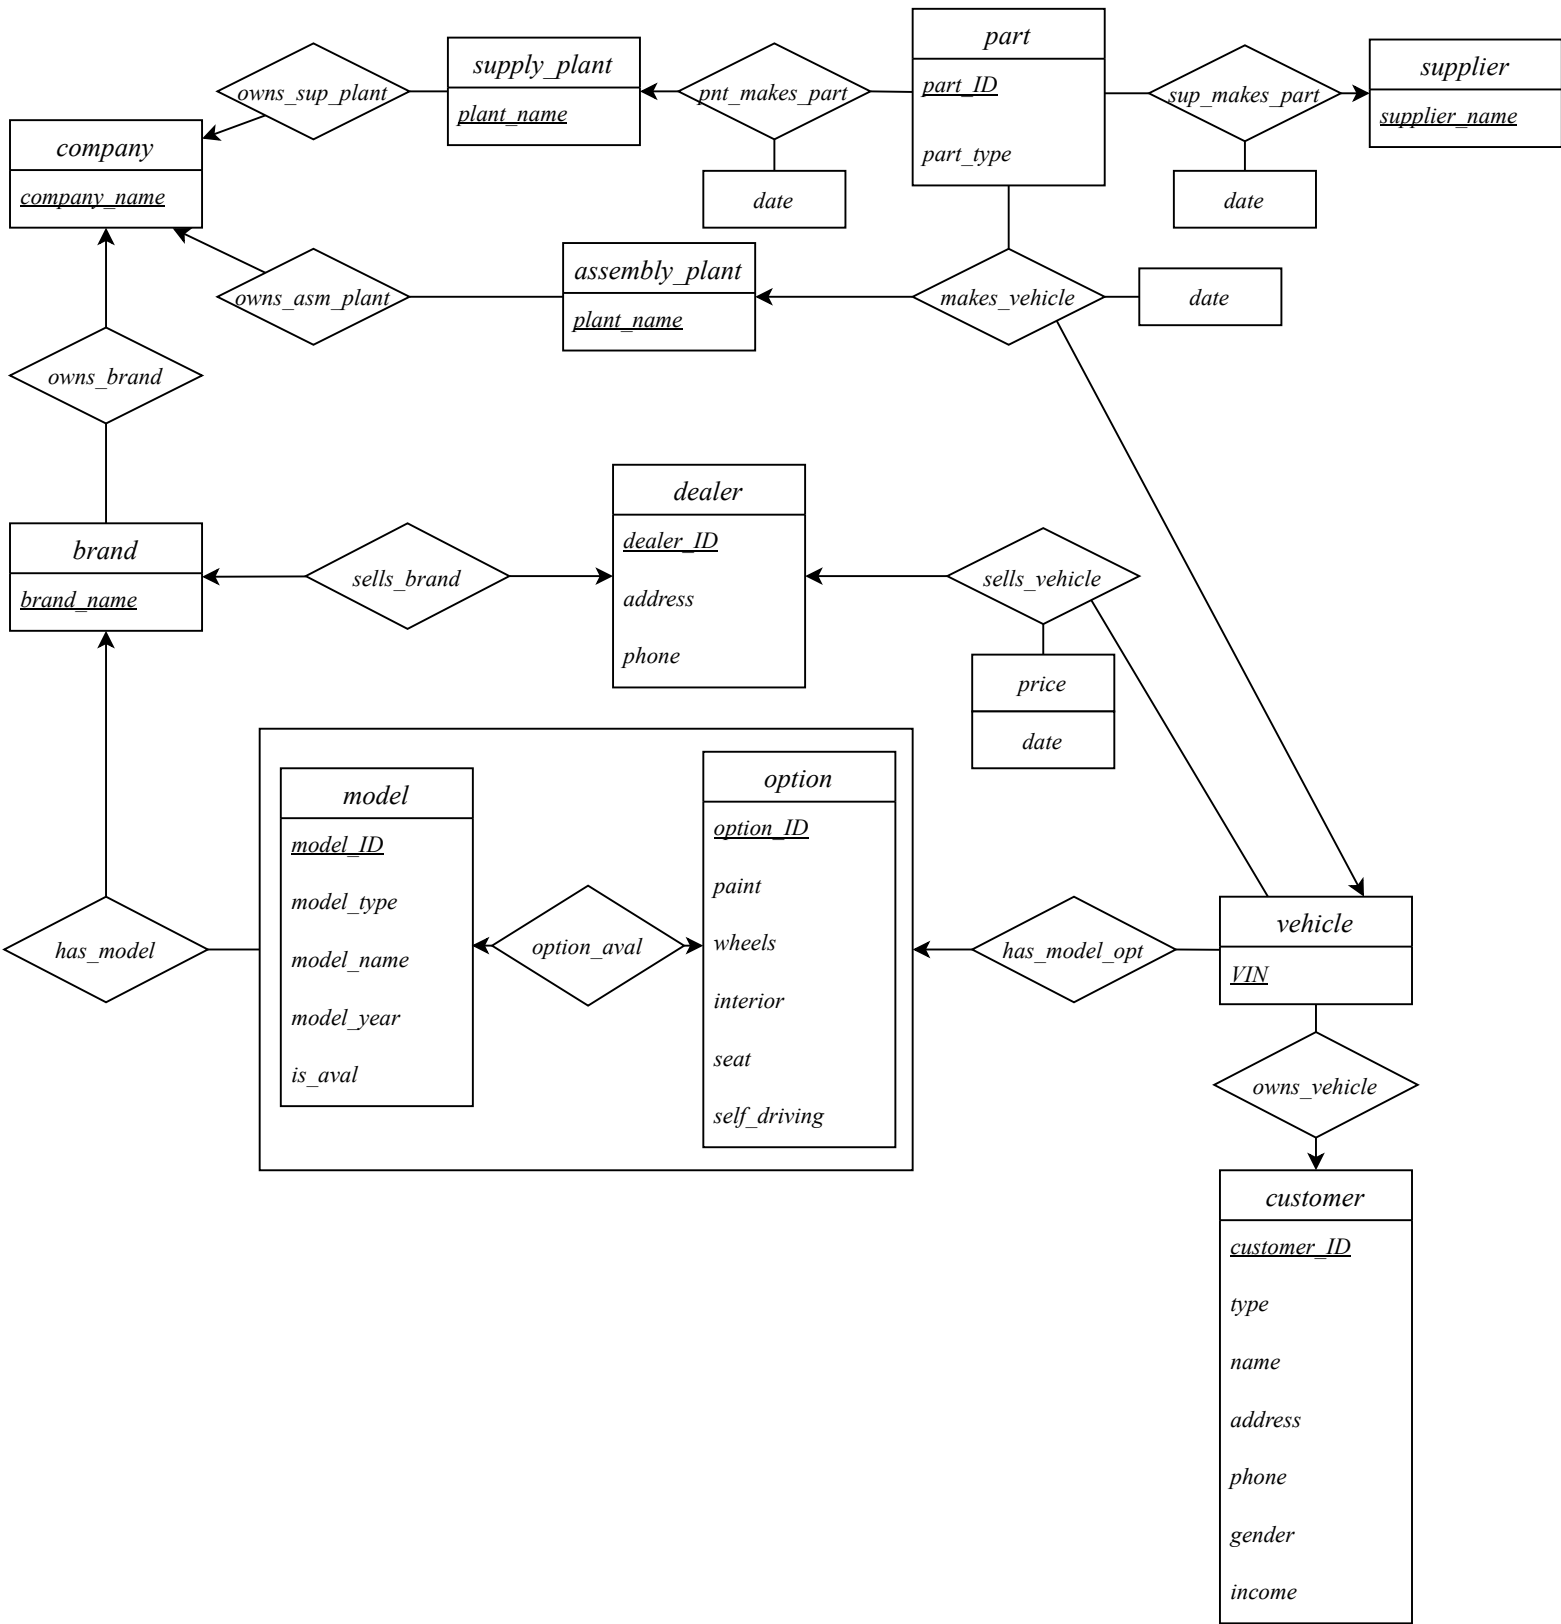 part
part_ID
part_type
supply_plant
plant_name
supplier
supplier_name
owns_sup_plant
pnt_makes_part
sup_makes_part
company
company_name
date
date
assembly_plant
plant_name
owns_asm_plant
makes_vehicle
date
owns_brand
dealer
dealer_ID
address
phone
brand
brand_name
sells_brand
sells_vehicle
price
date
model
model_ID
model_type
model_name
model_year
is_aval
option
option_ID
paint
wheels
interior
seat
self_driving
has_model
option_aval
has_model_opt
vehicle
VIN
owns_vehicle
customer
customer_ID
type
name
address
phone
gender
income